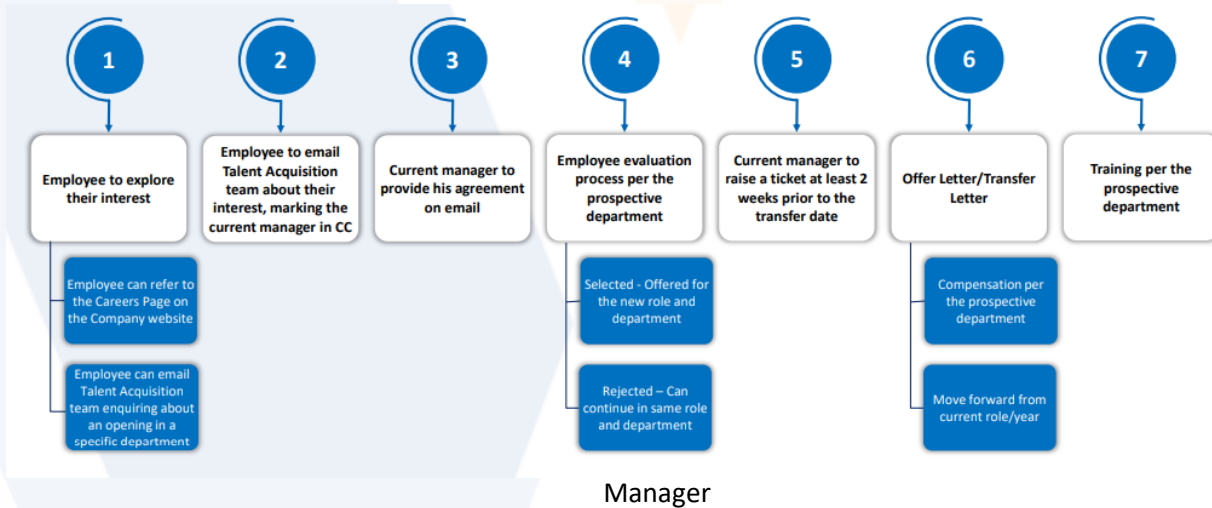 1
2
3
4
5
6
7
Employee to explore
their interest
Employee to email
Talent Acquisition
team about their
interest, marking the
current manager in CC
Current manager to
provide his agreement
on email
Employee evaluation
process per the
prospective
department
Current manager to
raise a ticket at least 2
weeks prior to the
transfer date
Offer Letter/Transfer
Letter
Training per the
prospective
department
Employee can refer to
the Careers Page on
the Company website
Employee can email
Talent Acquisition
team enquiring about
an opening in a
specific department
Selected - Offered for
the new role and
department
Rejected – Can
continue in same role
and department
Compensation per
the prospective
department
Move forward from
current role/year
Manager